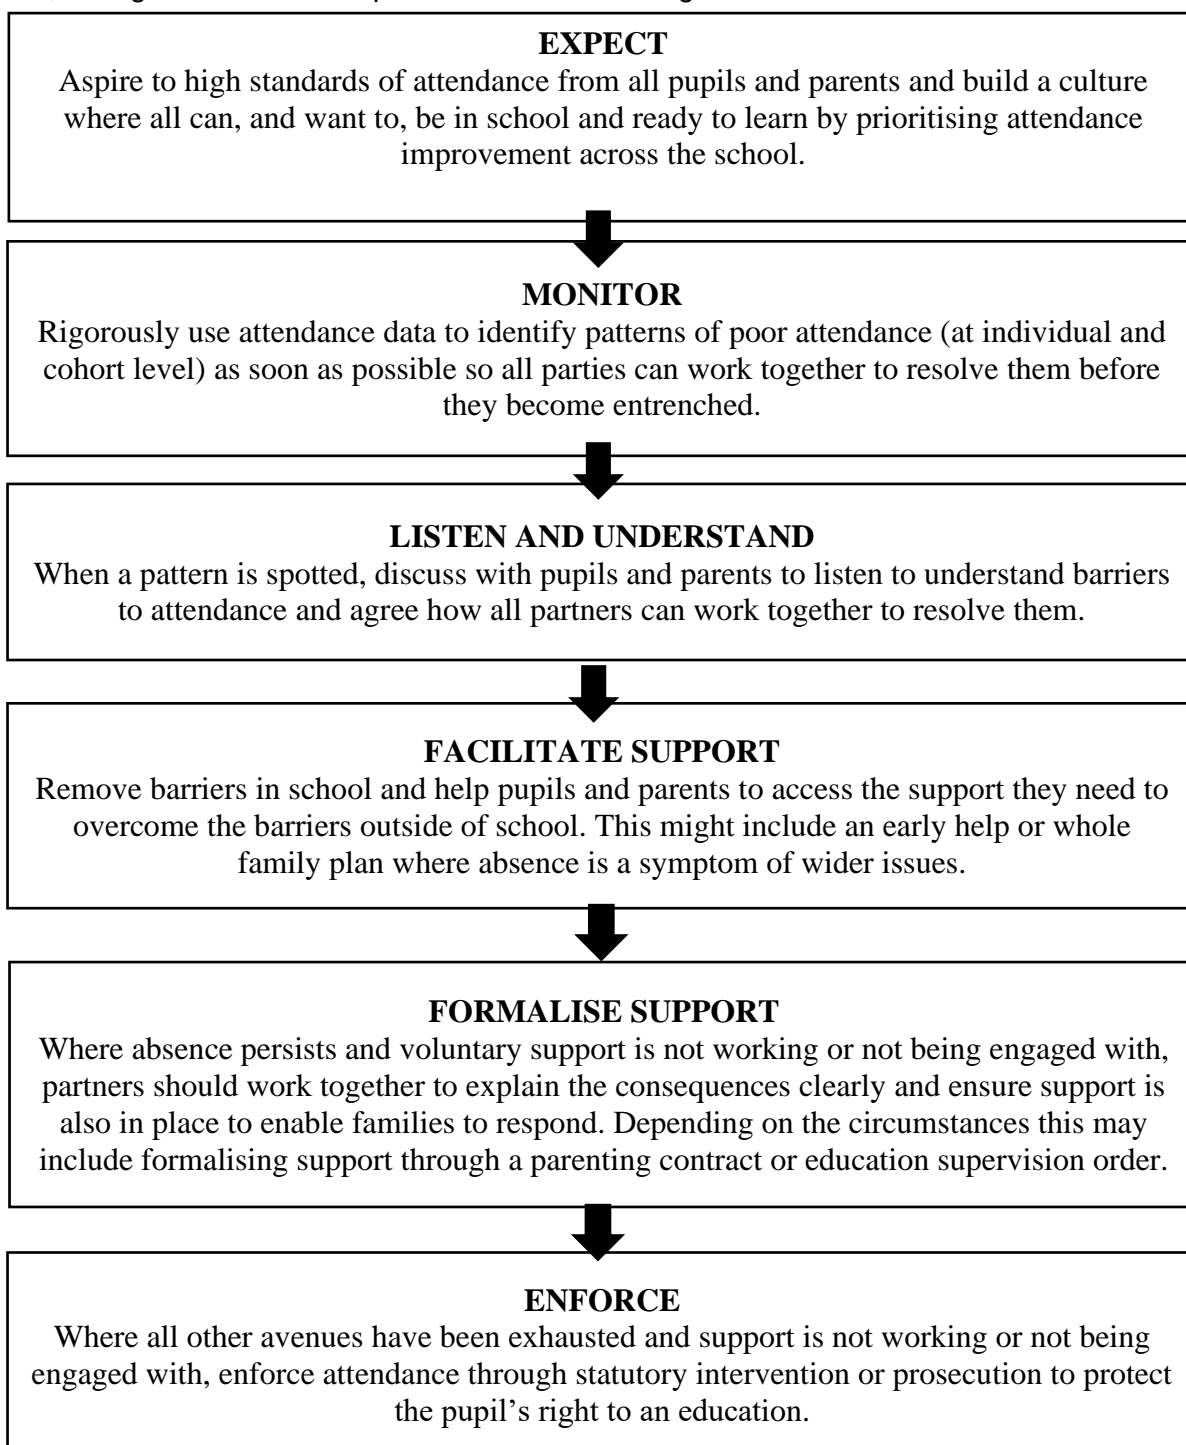 EXPECT
Aspire to high standards of attendance from all pupils and parents and build a culture
where all can, and want to, be in school and ready to learn by prioritising attendance
improvement across the school.
MONITOR
Rigorously use attendance data to identify patterns of poor attendance (at individual and
cohort level) as soon as possible so all parties can work together to resolve them before
they become entrenched.
LISTEN AND UNDERSTAND
When a pattern is spotted, discuss with pupils and parents to listen to understand barriers
to attendance and agree how all partners can work together to resolve them.
FACILITATE SUPPORT
Remove barriers in school and help pupils and parents to access the support they need to
overcome the barriers outside of school. This might include an early help or whole
family plan where absence is a symptom of wider issues.
FORMALISE SUPPORT
Where absence persists and voluntary support is not working or not being engaged with,
partners should work together to explain the consequences clearly and ensure support is
also in place to enable families to respond. Depending on the circumstances this may
include formalising support through a parenting contract or education supervision order.
ENFORCE
Where all other avenues have been exhausted and support is not working or not being
engaged with, enforce attendance through statutory intervention or prosecution to protect
the pupil’s right to an education.